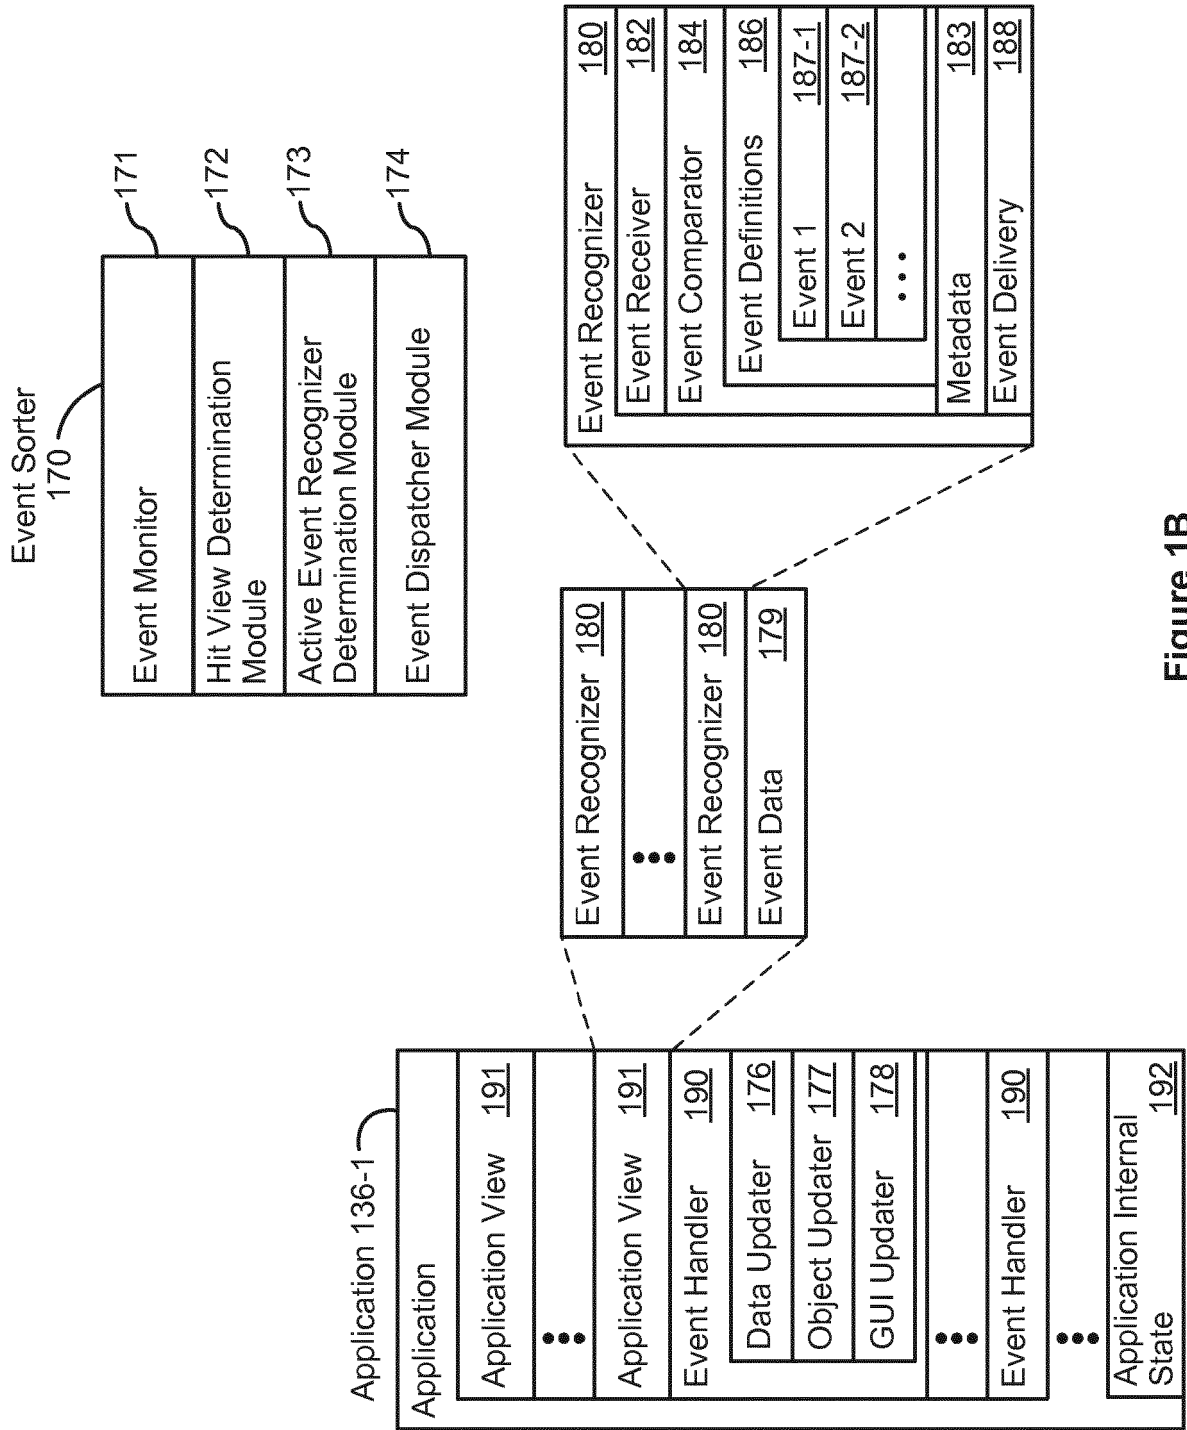 Event Sorter
170
Event Monitor
171
Hit View Determination
Module
172
Active Event Recognizer
Determination Module
173
Event Dispatcher Module
174
Application 136-1
Application
Application View 191
•••
Application View 191
Event Handler 190
Data Updater 176
Object Updater 177
GUI Updater 178
•••
Event Handler 190
•••
Application Internal
State 192
Event Recognizer 180
•••
Event Recognizer 180
Event Data 179
Event Recognizer 180
Event Receiver 182
Event Comparator 184
Event Definitions 186
Event 1 187-1
Event 2 187-2
•••
Metadata 183
Event Delivery 188
Figure 1B